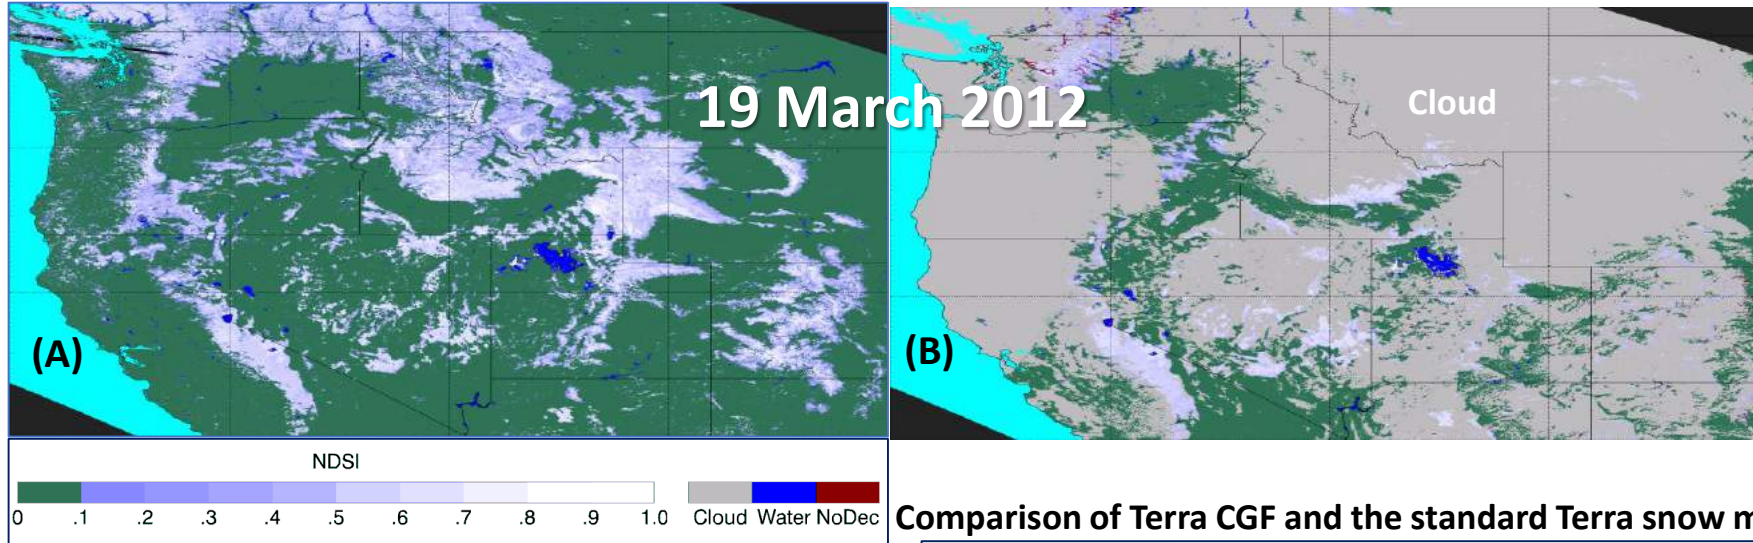 19 March 2012
Cloud
(A)
(B)
NDSI
0 .1 .2 .3 .4 .5 .6 .7 .8 .9 1.0 Cloud Water NoDec
Comparison of Terra CGF and the standard Terra snow m